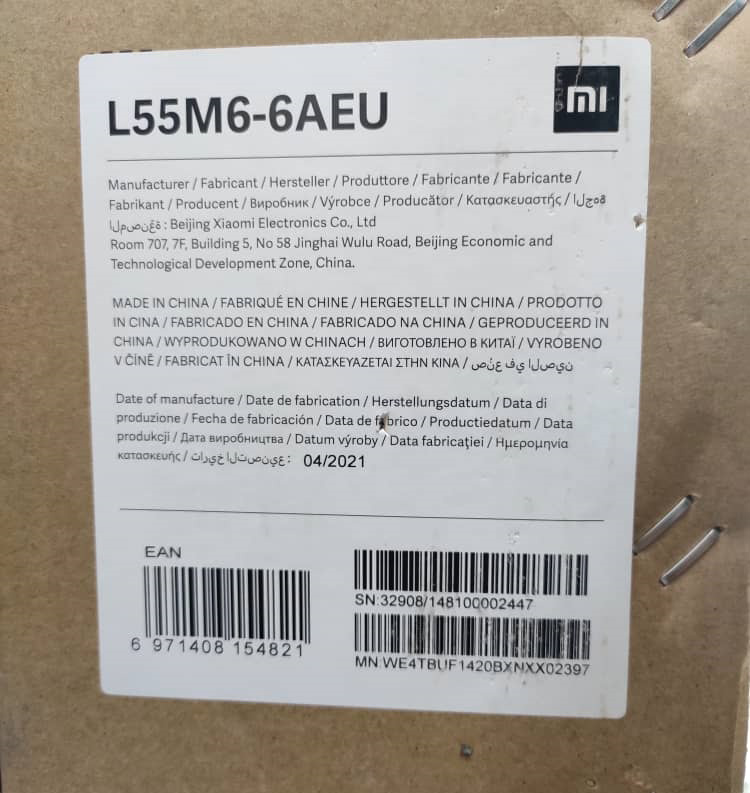 L55M6-6AEU
mi
Manufacturer / Fabricant / Hersteller / Produttore / Fabricante / Fabricante /
Fabrikant / Producent / Виробник / Výrobce / Producător / Κατασκευαστής / الجهة
المصنعة : Beijing Xiaomi Electronics Co., Ltd
Room 707, 7F, Building 5, No 58 Jinghai Wulu Road, Beijing Economic and
Technological Development Zone, China.
MADE IN CHINA / FABRIQUÉ EN CHINE / HERGESTELLT IN CHINA / PRODOTTO
IN CINA / FABRICADO EN CHINA / FABRICADO NA CHINA / GEPRODUCEERD IN
CHINA / WYPRODUKOWANO W CHINACH / ВИГОТОВЛЕНО В КИТАЇ / VYROBENO
V ČÍNĚ / FABRICAT ÎN CHINA / ΚΑΤΑΣΚΕΥΑΖΕΤΑΙ ΣΤΗΝ ΚΙΝΑ / صُنع في الصين
Date of manufacture / Date de fabrication / Herstellungsdatum / Data di
produzione / Fecha de fabricación / Data de fabrico / Productiedatum / Data
produkcji / Дата виробництва / Datum výroby / Data fabricației / Ημερομηνία
κατασκευής / تاريخ التصنيع : 04/2021
EAN
6 971408 154821
SN:32908/148100002447
MN:WE4TBUF1420BXNXX02397